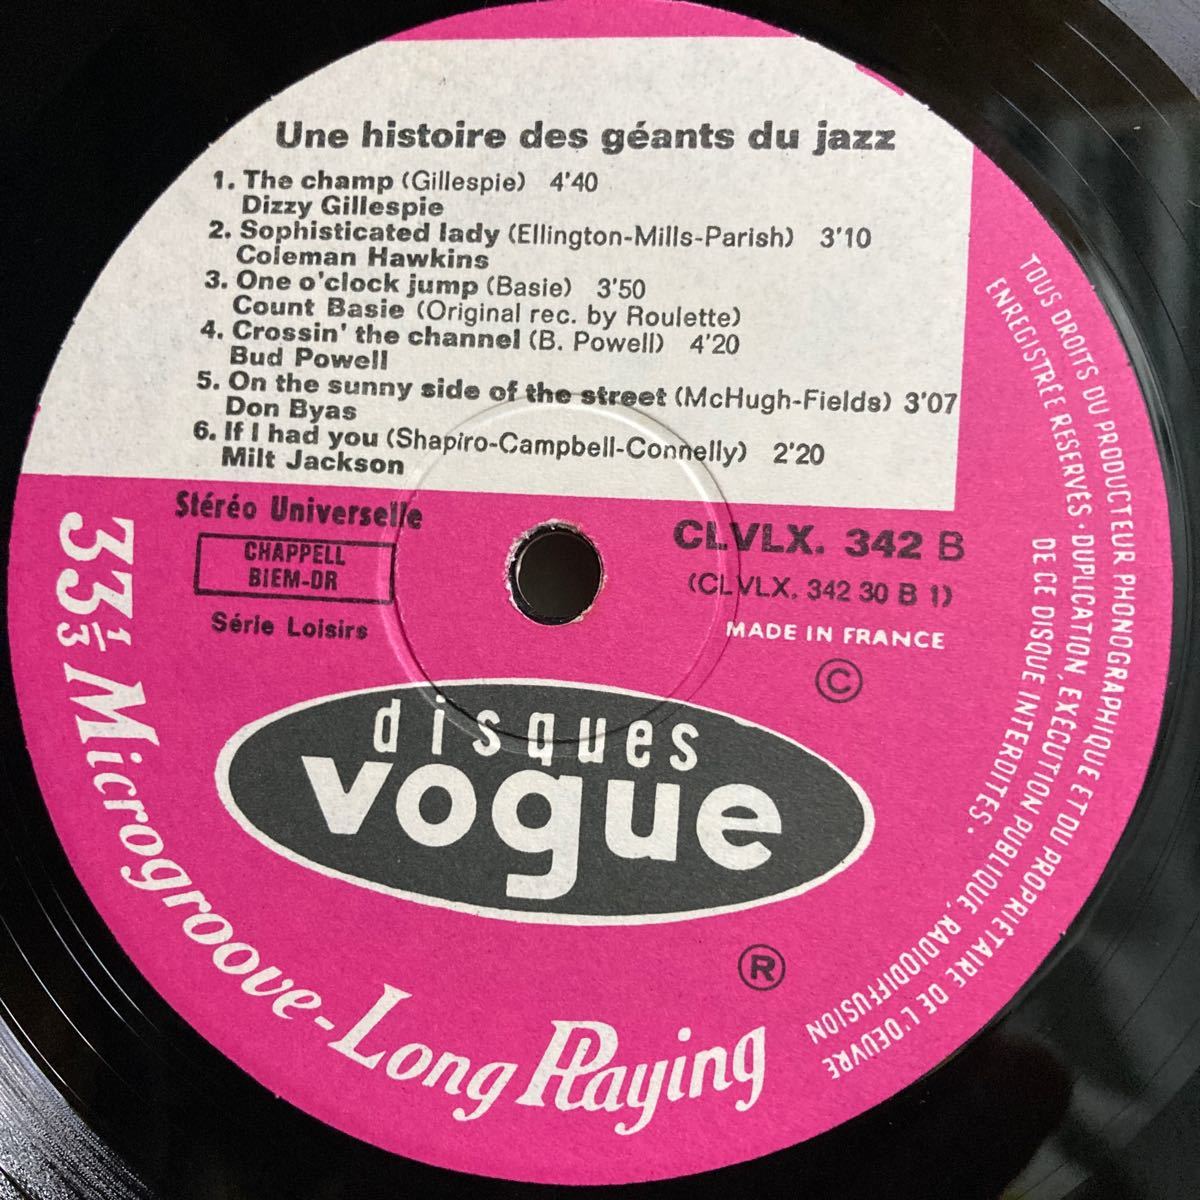 Une histoire des géants du jazz
1. The champ (Gillespie) 4'40
Dizzy Gillespie
2. Sophisticated lady (Ellington-Mills-Parish) 3'10
Coleman Hawkins
3. One o'clock jump (Basie) 3'50
Count Basie (Original rec. by Roulette)
4. Crossin' the channel (B. Powell) 4'20
Bud Powell
5. On the sunny side of the street (McHugh-Fields) 3'07
Don Byas
6. If I had you (Shapiro-Campbell-Connelly) 2'20
Milt Jackson
Stéréo Universelle
CHAPPELL
BIEM-DR
Série Loisirs
CLVLX. 342 B
(CLVLX. 342 30 B 1)
MADE IN FRANCE
©
disques
vogue
®
33 1/3 Microgroove-Long Playing
TOUS DROITS DU PRODUCTEUR PHONOGRAPHIQUE ET DU PROPRIÉTAIRE DE L'OEUVRE
ENREGISTRÉE RESERVÉS · DUPLICATION, EXÉCUTION PUBLIQUE, RADIODIFFUSION
DE CE DISQUE INTERDITES.